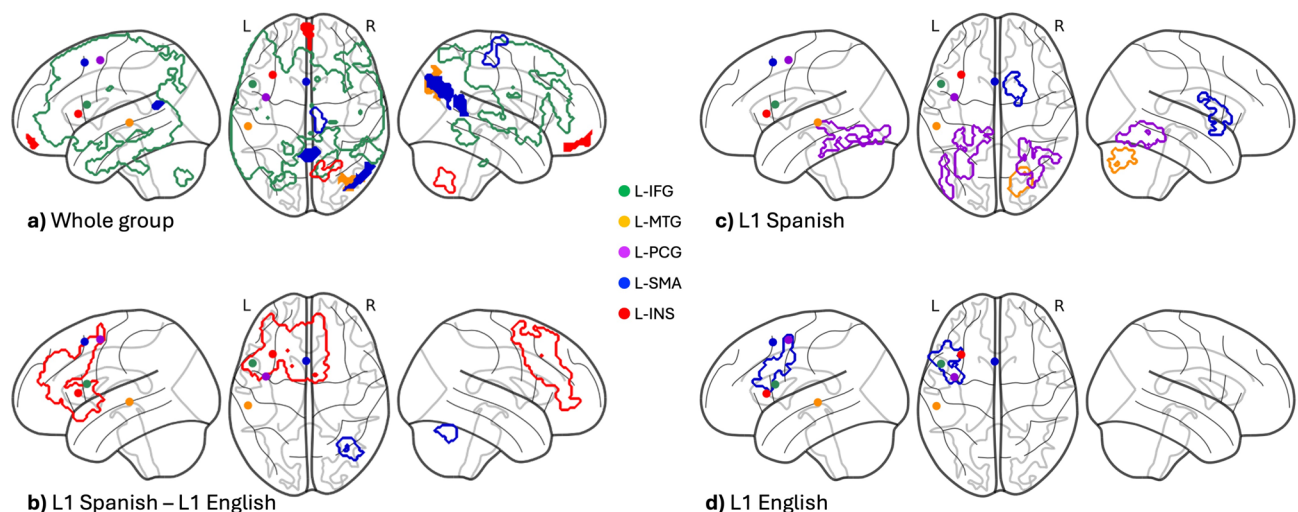 L R
L R
a) Whole group
L-IFG
L-MTG
L-PCG
L-SMA
L-INS
c) L1 Spanish
L R
L R
b) L1 Spanish – L1 English
d) L1 English